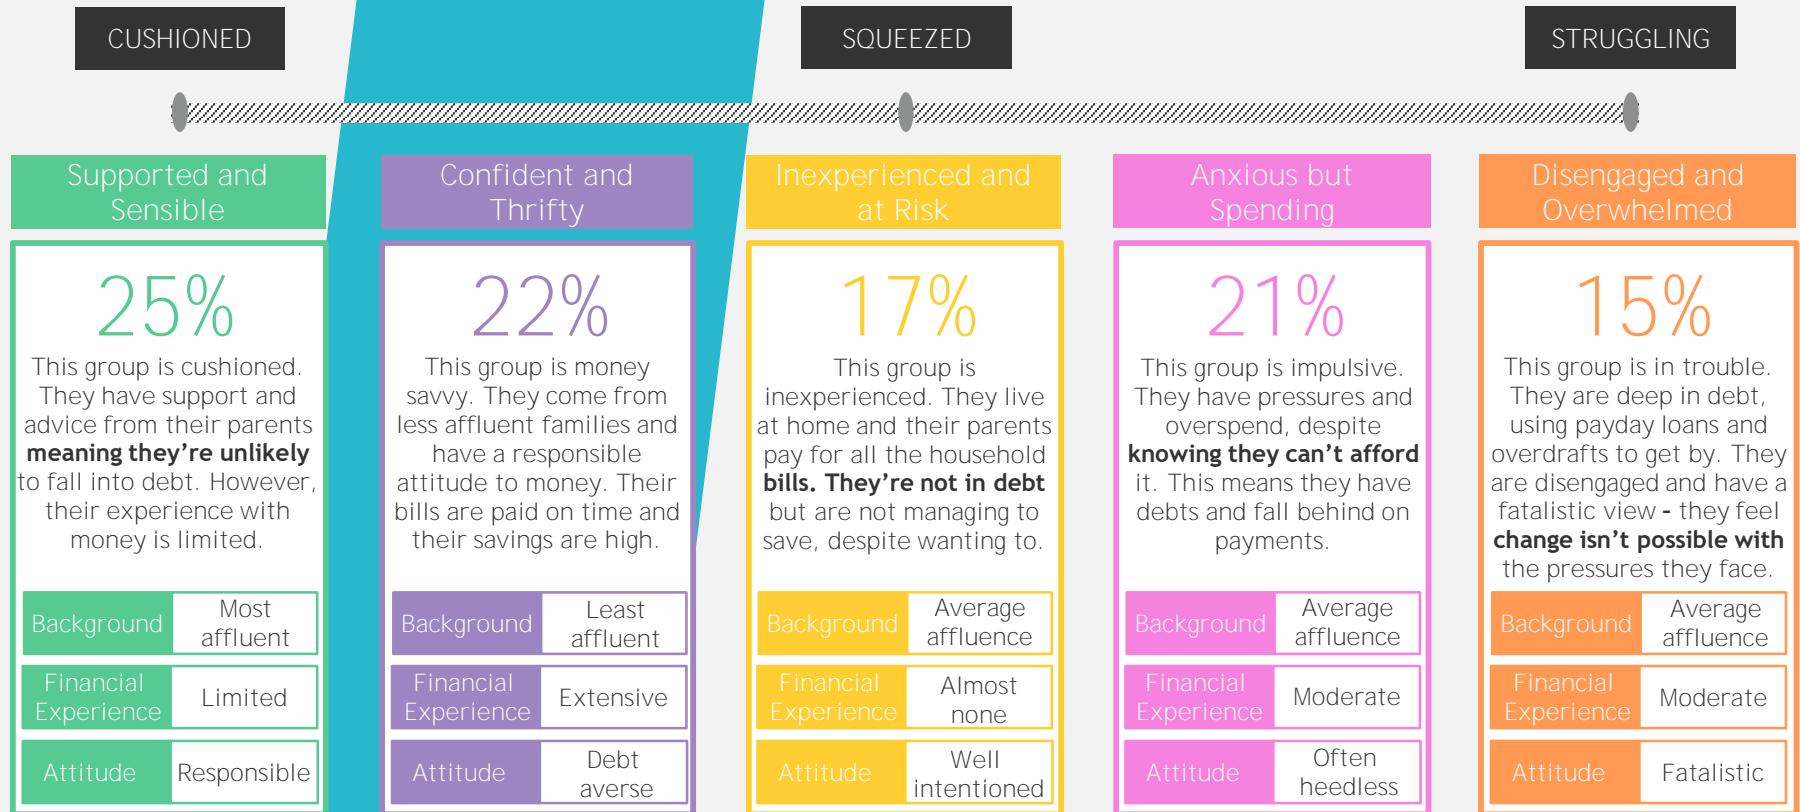 CUSHIONED
SQUEEZED
STRUGGLING
Supported and
Sensible
25%
This group is cushioned.
They have support and
advice from their parents
meaning they’re unlikely
to fall into debt. However,
their experience with
money is limited.
Background
Most
affluent
Financial
Experience
Limited
Attitude
Responsible
Confident and
Thrifty
22%
This group is money
savvy. They come from
less affluent families and
have a responsible
attitude to money. Their
bills are paid on time and
their savings are high.
Background
Least
affluent
Financial
Experience
Extensive
Attitude
Debt
averse
Inexperienced and
at Risk
17%
This group is
inexperienced. They live
at home and their parents
pay for all the household
bills. They’re not in debt
but are not managing to
save, despite wanting to.
Background
Average
affluence
Financial
Experience
Almost
none
Attitude
Well
intentioned
Anxious but
Spending
21%
This group is impulsive.
They have pressures and
overspend, despite
knowing they can’t afford
it. This means they have
debts and fall behind on
payments.
Background
Average
affluence
Financial
Experience
Moderate
Attitude
Often
heedless
Disengaged and
Overwhelmed
15%
This group is in trouble.
They are deep in debt,
using payday loans and
overdrafts to get by. They
are disengaged and have a
fatalistic view – they feel
change isn’t possible with
the pressures they face.
Background
Average
affluence
Financial
Experience
Moderate
Attitude
Fatalistic